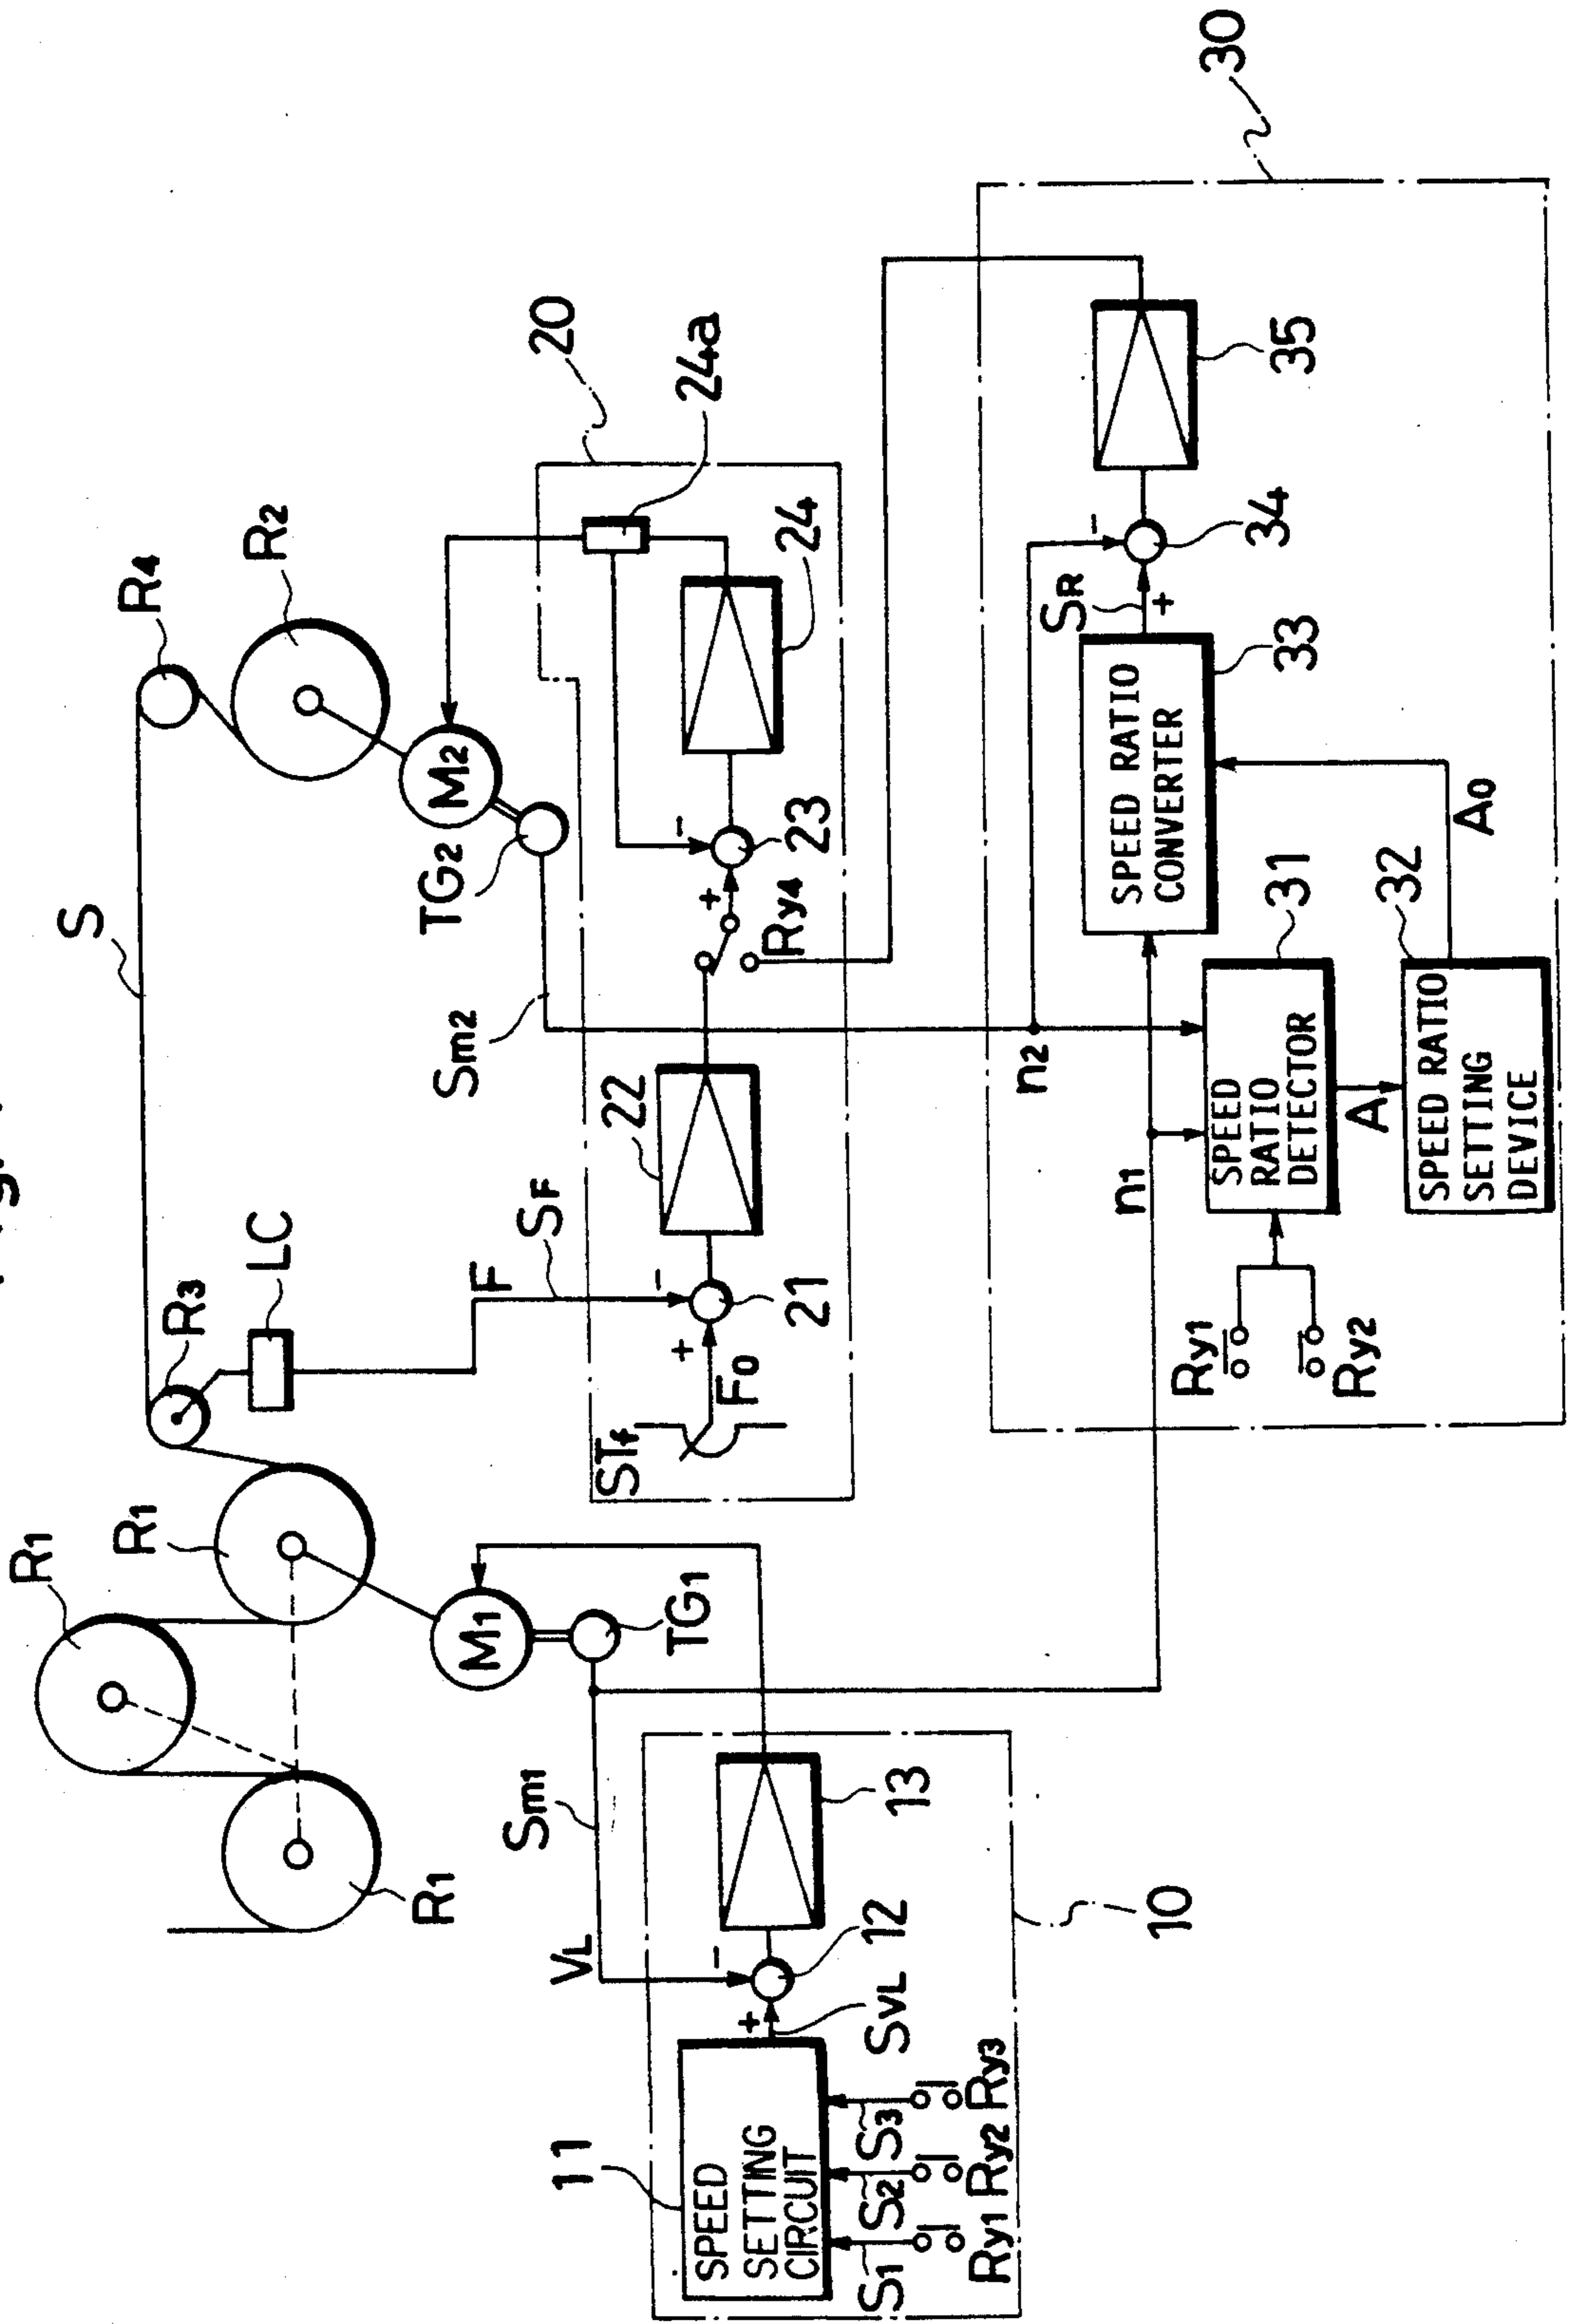 R1
R1
R1
R3
LC
S
R4
R2
M1
TG1
M2
TG2
Sm1
VL
F
SF
Sm2
20
24a
STf
F0
+
-
21
22
Ry4
+
-
23
24
11
SPEED
SETTING
CIRCUIT
+
-
12
SVL
13
S1
S2
S3
Ry1
Ry2
Ry3
10
n1
n2
30
Ry1
Ry2
SPEED
RATIO
DETECTOR
31
A
SPEED RATIO
SETTING
DEVICE
32
A0
SPEED RATIO
CONVERTER
33
SR
+
-
34
35